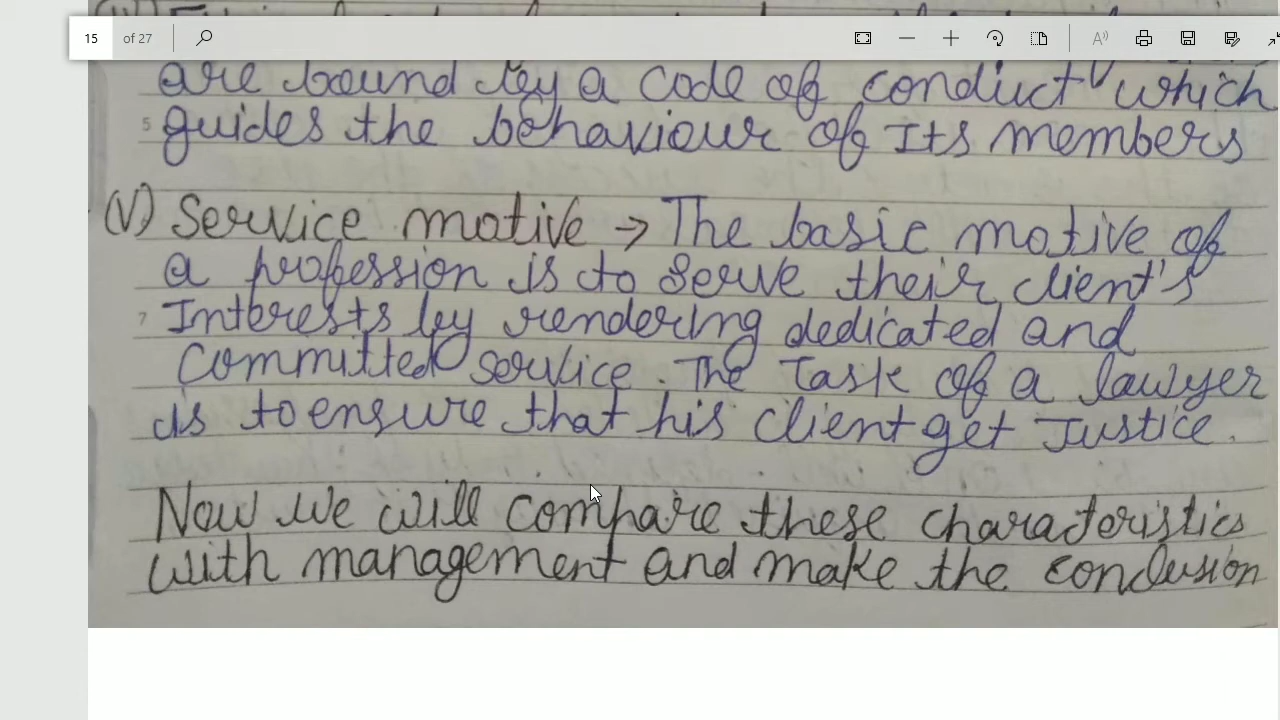 15 of 27
are bound by a code of conduct which
5 guides the behaviour of Its members
(V) Service motive → The basic motive of
a profession is to serve their client's
7 Interests by rendering dedicated and
Committed service. The Task of a lawyer
is to ensure that his client get Justice.
Now we will compare these characteristics
with management and make the conclusion